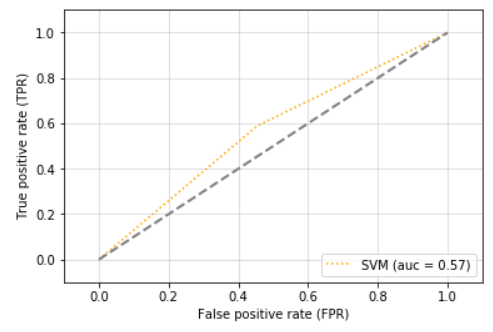 1.0
0.8
0.6
0.4
0.2
0.0
True positive rate (TPR)
SVM (auc = 0.57)
0.0 0.2 0.4 0.6 0.8 1.0
False positive rate (FPR)